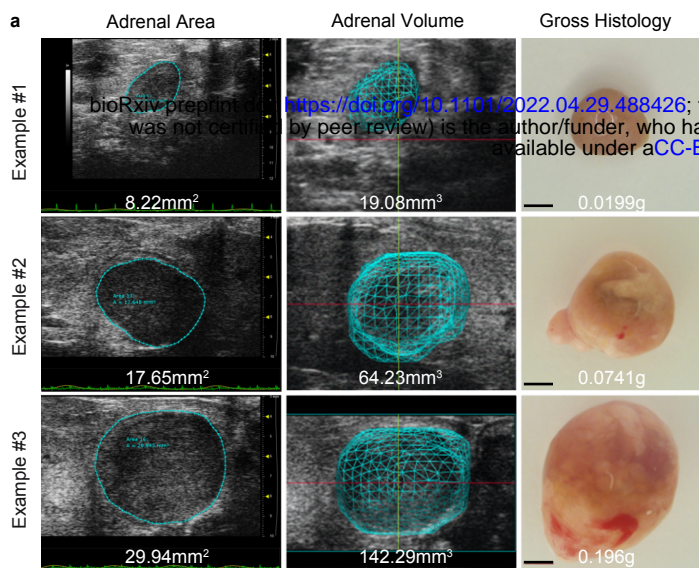 a
Adrenal Area
Adrenal Volume
Gross Histology
Example #1
bioRxiv preprint doi: https://doi.org/10.1101/2022.04.29.488426;
was not certified by peer review) is the author/funder, who
available under
8.22mm²
19.08mm³
0.0199g
Example #2
17.65mm²
64.23mm³
0.0741g
Example #3
29.94mm²
142.29mm³
0.196g